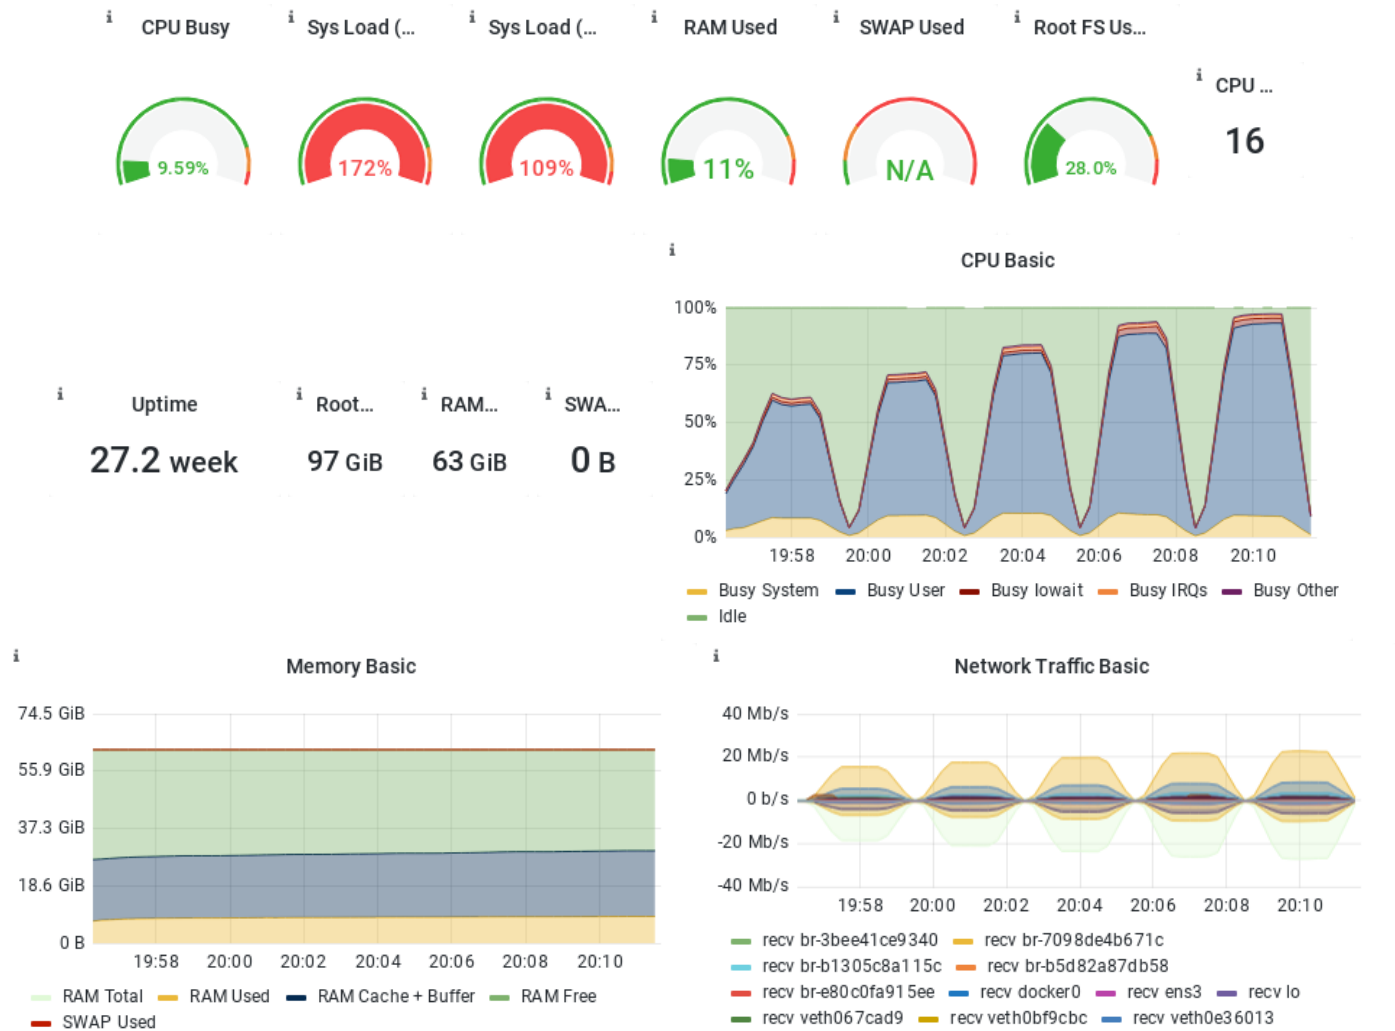 CPU Busy
Sys Load (...
Sys Load (...
RAM Used
SWAP Used
Root FS Us...
CPU ...
9.59%
172%
109%
11%
N/A
28.0%
16
Uptime
27.2 week
Root...
97 GiB
RAM...
63 GiB
SWA...
0 B
CPU Basic
100%
75%
50%
25%
0%
19:58 20:00 20:02 20:04 20:06 20:08 20:10
Busy System Busy User Busy Iowait Busy IRQs Busy Other
Idle
Memory Basic
74.5 GiB
55.9 GiB
37.3 GiB
18.6 GiB
0 B
19:58 20:00 20:02 20:04 20:06 20:08 20:10
RAM Total RAM Used RAM Cache + Buffer RAM Free
SWAP Used
Network Traffic Basic
40 Mb/s
20 Mb/s
0 b/s
-20 Mb/s
-40 Mb/s
19:58 20:00 20:02 20:04 20:06 20:08 20:10
recv br-3bee41ce9340 recv br-7098de4b671c
recv br-b1305c8a115c recv br-b5d82a87db58
recv br-e80c0fa915ee recv docker0 recv ens3 recv lo
recv veth067cad9 recv veth0bf9cbc recv veth0e36013